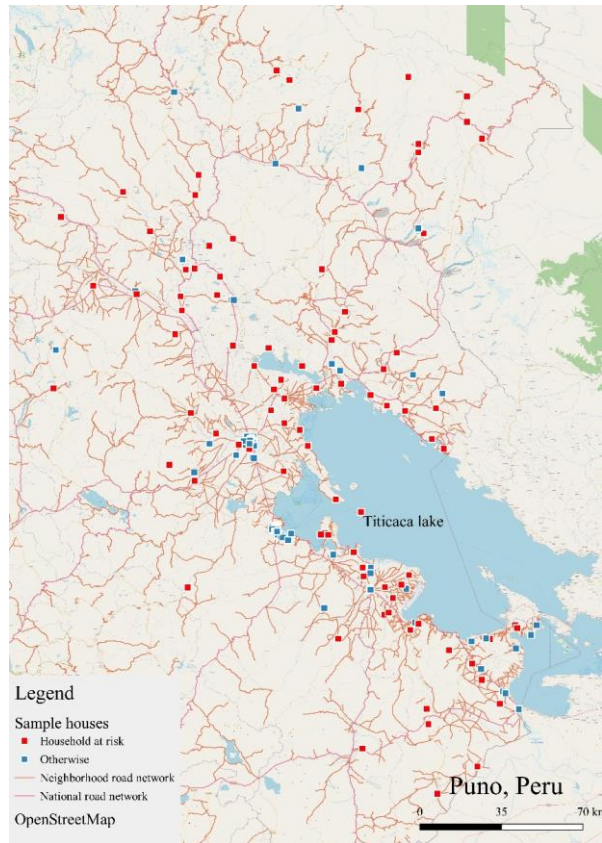 Titicaca lake
Legend
Sample houses
Household at risk
Otherwise
Neighborhood road network
National road network
OpenStreetMap
Puno, Peru
0 35 70 km